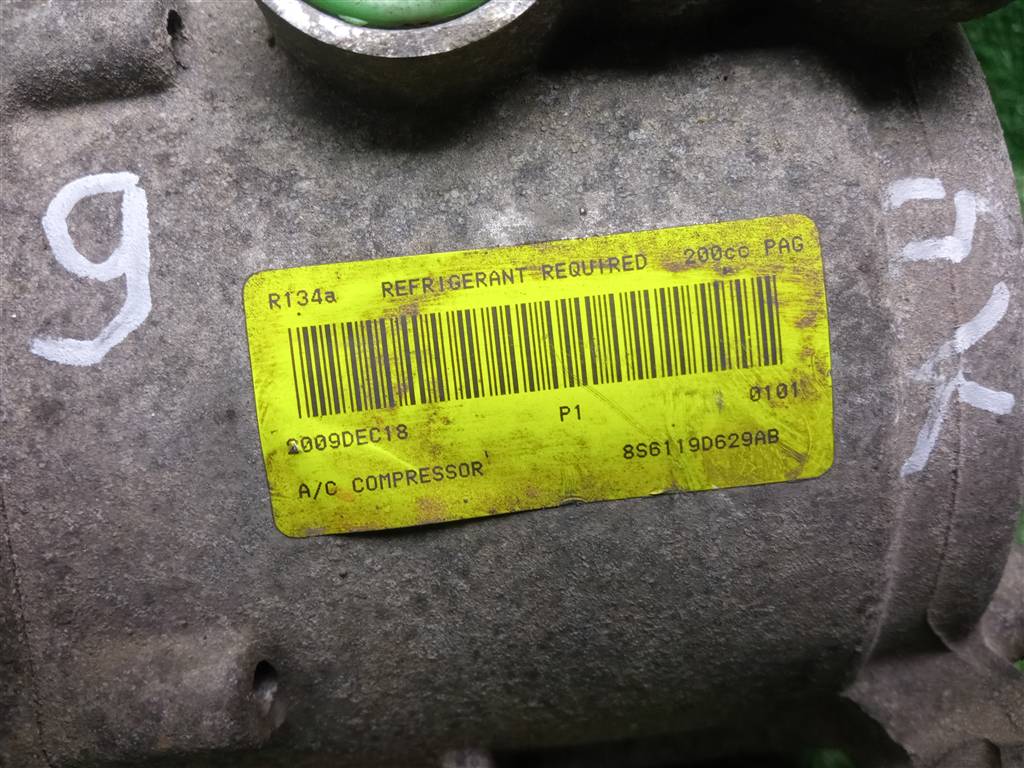 R134a REFRIGERANT REQUIRED 200cc PAG
2009DEC18 P1 0101
A/C COMPRESSOR 8S6119D629AB
9